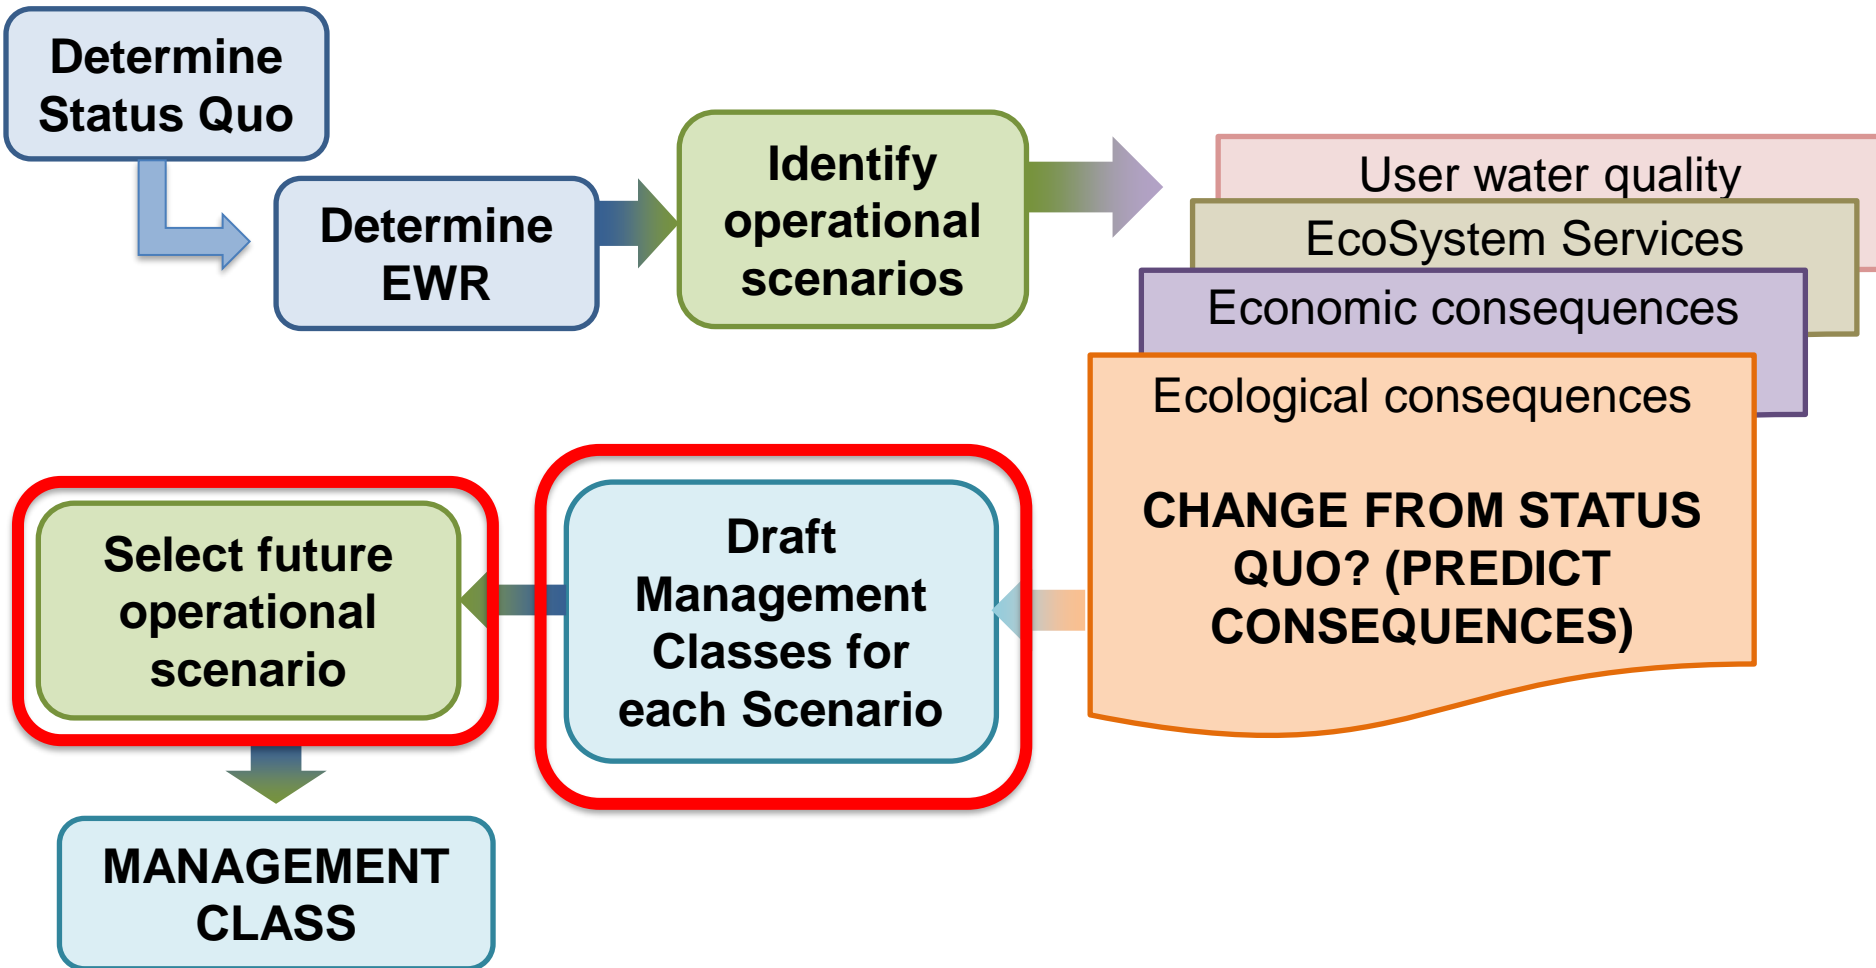 Determine
Status Quo
Determine
EWR
Identify
operational
scenarios
User water quality
EcoSystem Services
Economic consequences
Ecological consequences
CHANGE FROM STATUS
QUO? (PREDICT
CONSEQUENCES)
Draft
Management
Classes for
each Scenario
Select future
operational
scenario
MANAGEMENT
CLASS